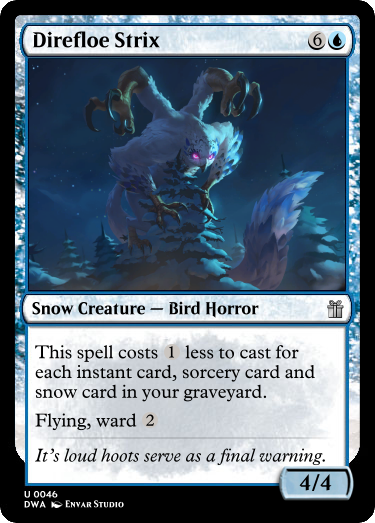 Direfloe Strix 6
Snow Creature — Bird Horror
This spell costs 1 less to cast for
each instant card, sorcery card and
snow card in your graveyard.
Flying, ward 2
It's loud hoots serve as a final warning.
4/4
U 0046
DWA Envar Studio